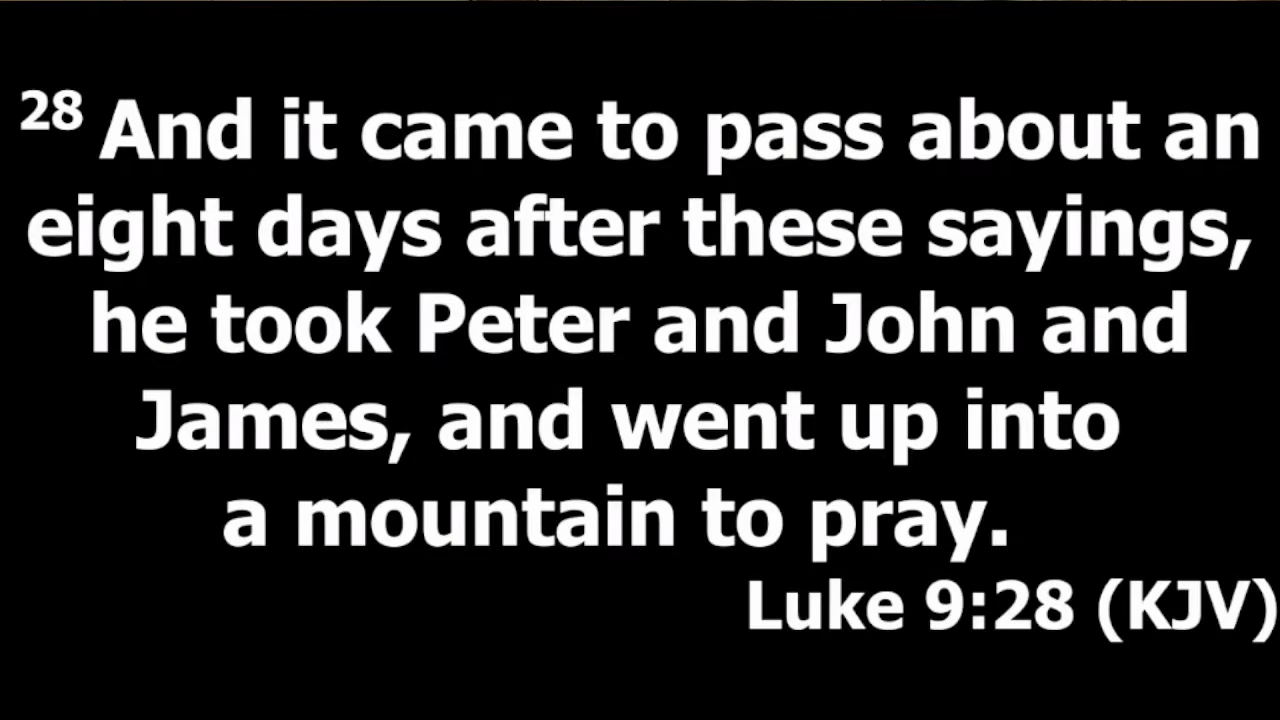 28 And it came to pass about an
eight days after these sayings,
he took Peter and John and
James, and went up into
a mountain to pray.
Luke 9:28 (KJV)